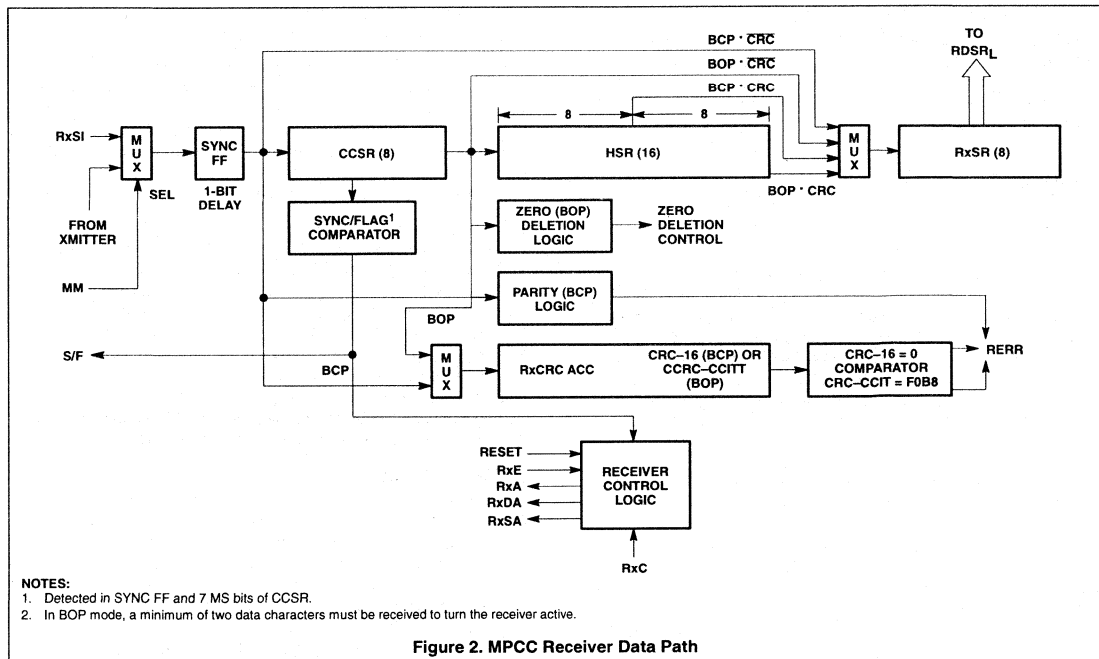 TO
RDSRL
BCP · CRC
BOP · CRC
BCP · CRC
8
8
RxSI
MUX
SYNC
FF
CCSR (8)
HSR (16)
MUX
RxSR (8)
SEL
1-BIT
DELAY
BOP · CRC
FROM
XMITTER
SYNC/FLAG1
COMPARATOR
ZERO (BOP)
DELETION
LOGIC
ZERO
DELETION
CONTROL
MM
PARITY (BCP)
LOGIC
BOP
S/F
BCP
MUX
RxCRC ACC
CRC–16 (BCP) OR
CCRC–CCITT
(BOP)
CRC–16 = 0
COMPARATOR
CRC–CCIT = F0B8
RERR
RESET
RxE
RxA
RxDA
RxSA
RECEIVER
CONTROL
LOGIC
RxC
NOTES:
1. Detected in SYNC FF and 7 MS bits of CCSR.
2. In BOP mode, a minimum of two data characters must be received to turn the receiver active.
Figure 2. MPCC Receiver Data Path